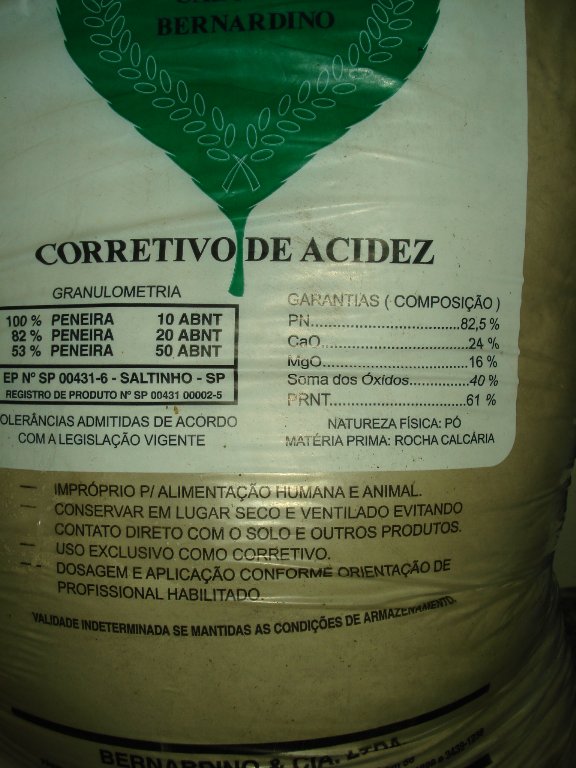 BERNARDINO
CORRETIVO DE ACIDEZ
GRANULOMETRIA
100 % PENEIRA 10 ABNT
82 % PENEIRA 20 ABNT
53 % PENEIRA 50 ABNT
EP Nº SP 00431-6 - SALTINHO - SP
REGISTRO DE PRODUTO Nº SP 00431 00002-5
OLERÂNCIAS ADMITIDAS DE ACORDO
COM A LEGISLAÇÃO VIGENTE
GARANTIAS ( COMPOSIÇÃO )
PN..............................82,5 %
CaO..............................24 %
MgO..............................16 %
Soma dos Óxidos...........40 %
PRNT............................61 %
NATUREZA FÍSICA: PÓ
MATÉRIA PRIMA: ROCHA CALCÁRIA
— IMPRÓPRIO P/ ALIMENTAÇÃO HUMANA E ANIMAL.
— CONSERVAR EM LUGAR SECO E VENTILADO EVITANDO
CONTATO DIRETO COM O SOLO E OUTROS PRODUTOS.
— USO EXCLUSIVO COMO CORRETIVO.
— DOSAGEM E APLICAÇÃO CONFORME ORIENTAÇÃO DE
PROFISSIONAL HABILITADO.
VALIDADE INDETERMINADA SE MANTIDAS AS CONDIÇÕES DE ARMAZENAMENTO.
BERNARDINO & CIA. LTDA